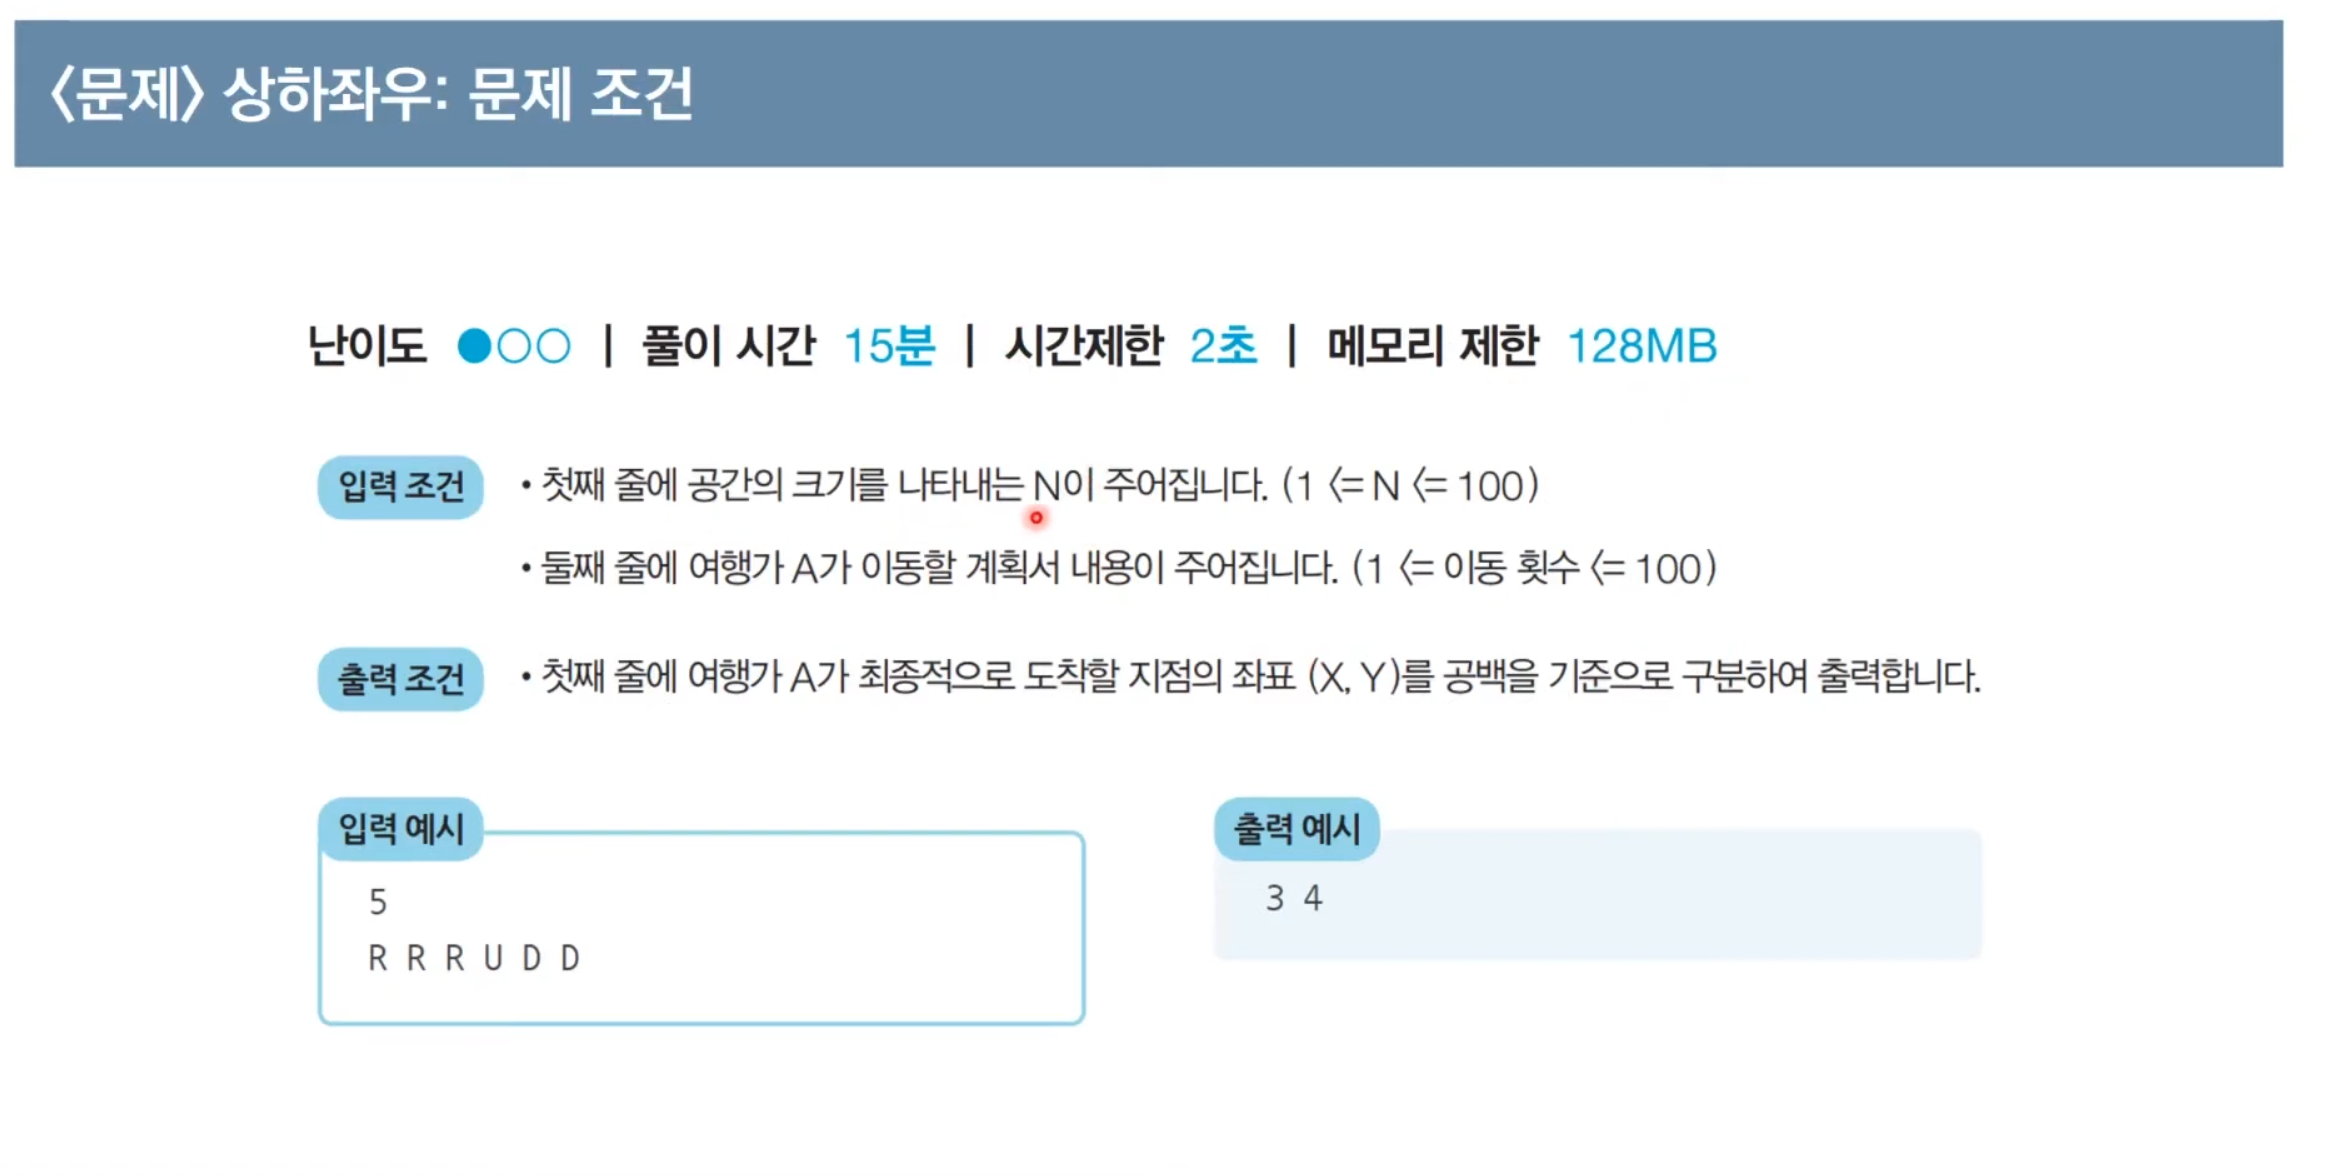 〈문제〉 상하좌우: 문제 조건
난이도 ●○○ | 풀이 시간 15분 | 시간제한 2초 | 메모리 제한 128MB
입력 조건 • 첫째 줄에 공간의 크기를 나타내는 N이 주어집니다. (1 <= N <= 100)
• 둘째 줄에 여행가 A가 이동할 계획서 내용이 주어집니다. (1 <= 이동 횟수 <= 100)
출력 조건 • 첫째 줄에 여행가 A가 최종적으로 도착할 지점의 좌표 (X, Y)를 공백을 기준으로 구분하여 출력합니다.
입력 예시
5
R R R U D D
출력 예시
3 4